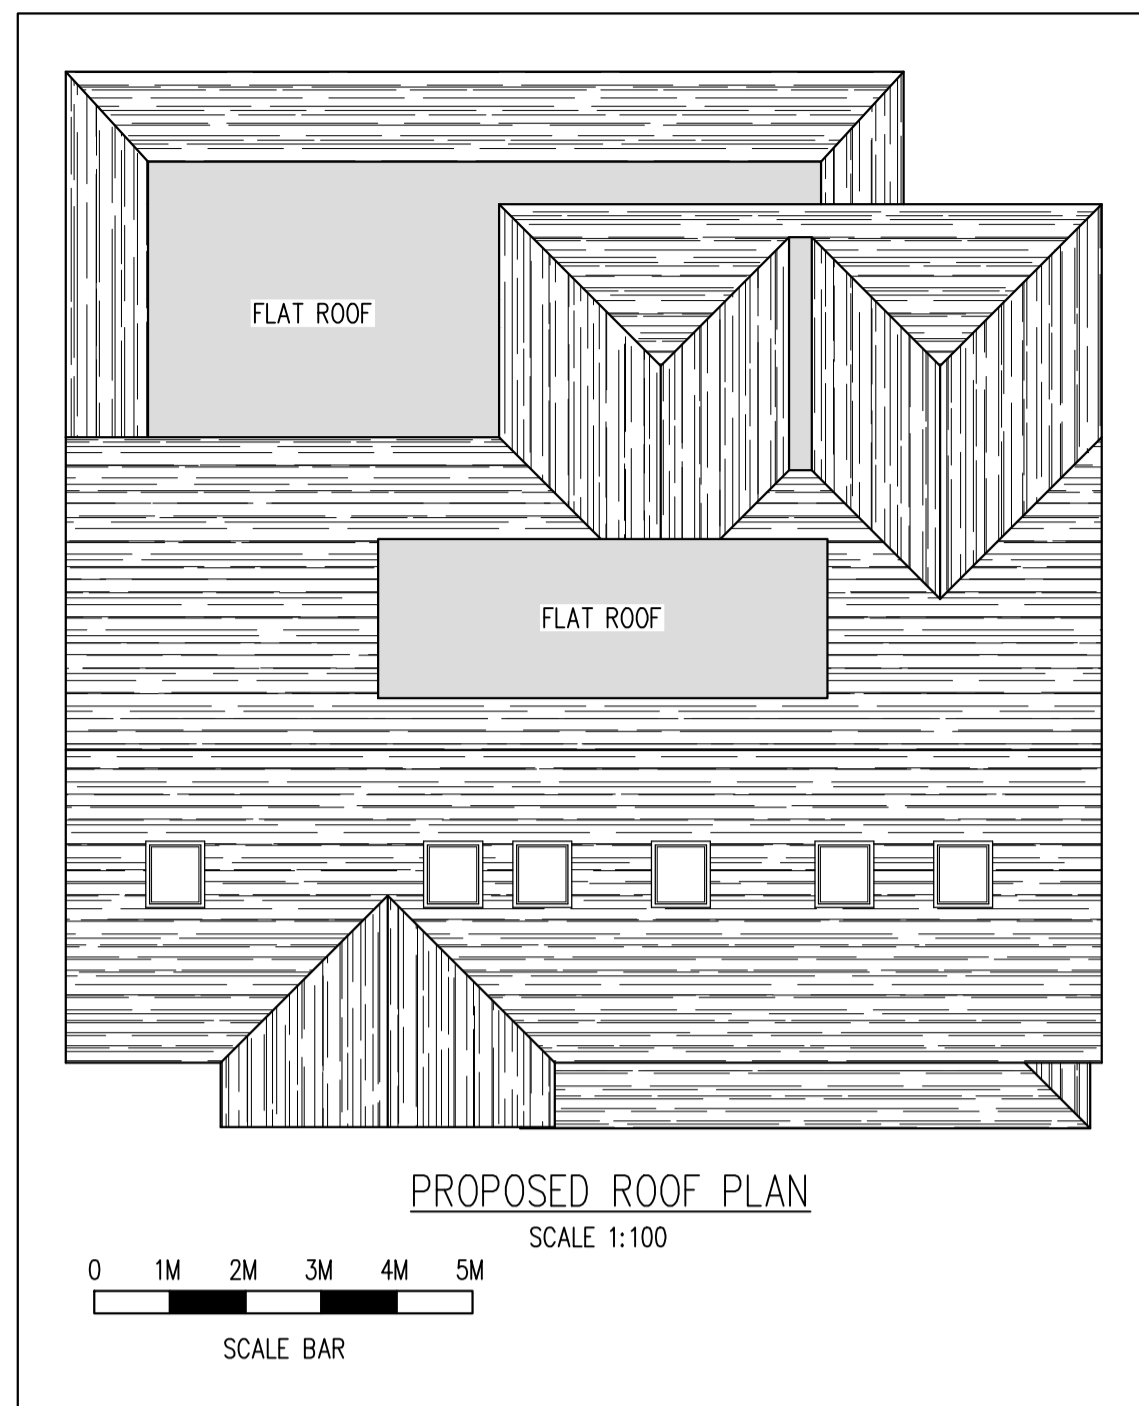 FLAT ROOF
FLAT ROOF
PROPOSED ROOF PLAN
SCALE 1:100
0 1M 2M 3M 4M 5M
SCALE BAR